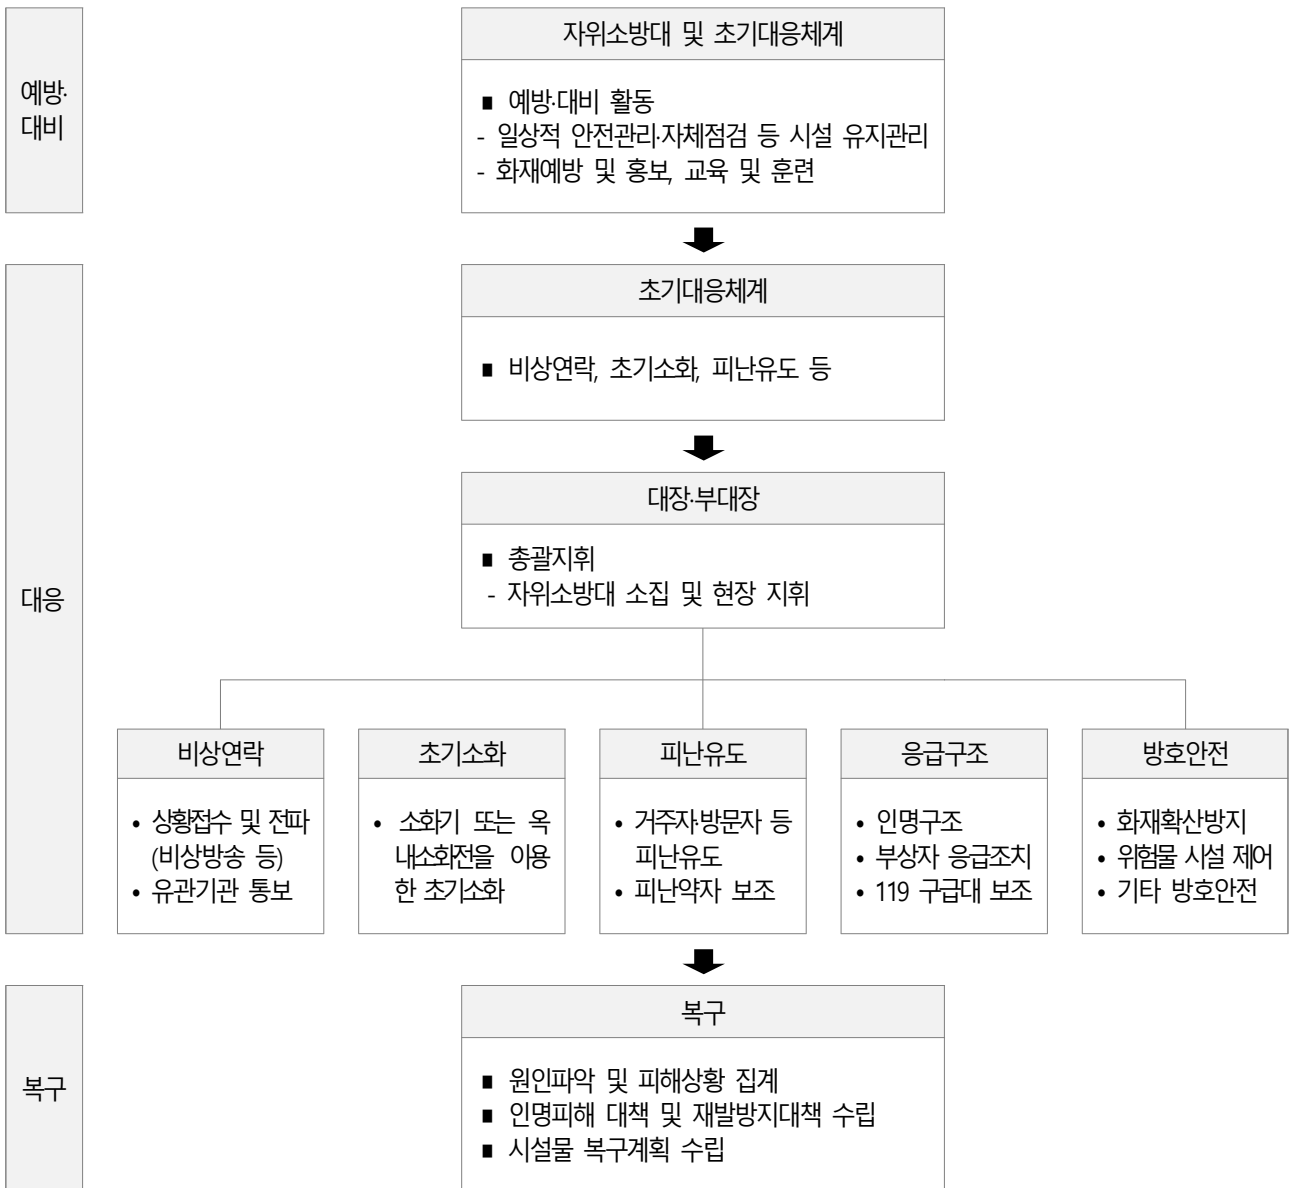 예방·
대비
자위소방대 및 초기대응체계
■ 예방·대비 활동
- 일상적 안전관리·자체점검 등 시설 유지관리
- 화재예방 및 홍보, 교육 및 훈련
대응
초기대응체계
■ 비상연락, 초기소화, 피난유도 등
대장·부대장
■ 총괄지휘
- 자위소방대 소집 및 현장 지휘
비상연락
• 상황접수 및 전파
(비상방송 등)
• 유관기관 통보
초기소화
• 소화기 또는 옥
내소화전을 이용
한 초기소화
피난유도
• 거주자·방문자 등
피난유도
• 피난약자 보조
응급구조
• 인명구조
• 부상자 응급조치
• 119 구급대 보조
방호안전
• 화재확산방지
• 위험물 시설 제어
• 기타 방호안전
복구
복구
■ 원인파악 및 피해상황 집계
■ 인명피해 대책 및 재발방지대책 수립
■ 시설물 복구계획 수립